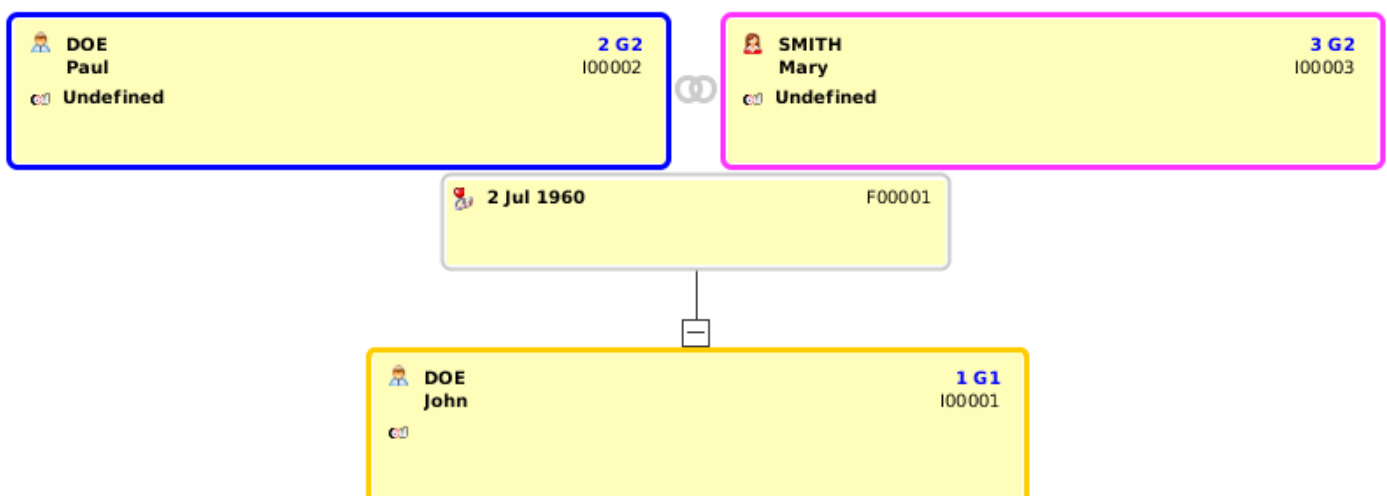 DOE 2 G2
Paul I00002
Undefined
SMITH 3 G2
Mary I00003
Undefined
2 Jul 1960 F00001
DOE 1 G1
John I00001